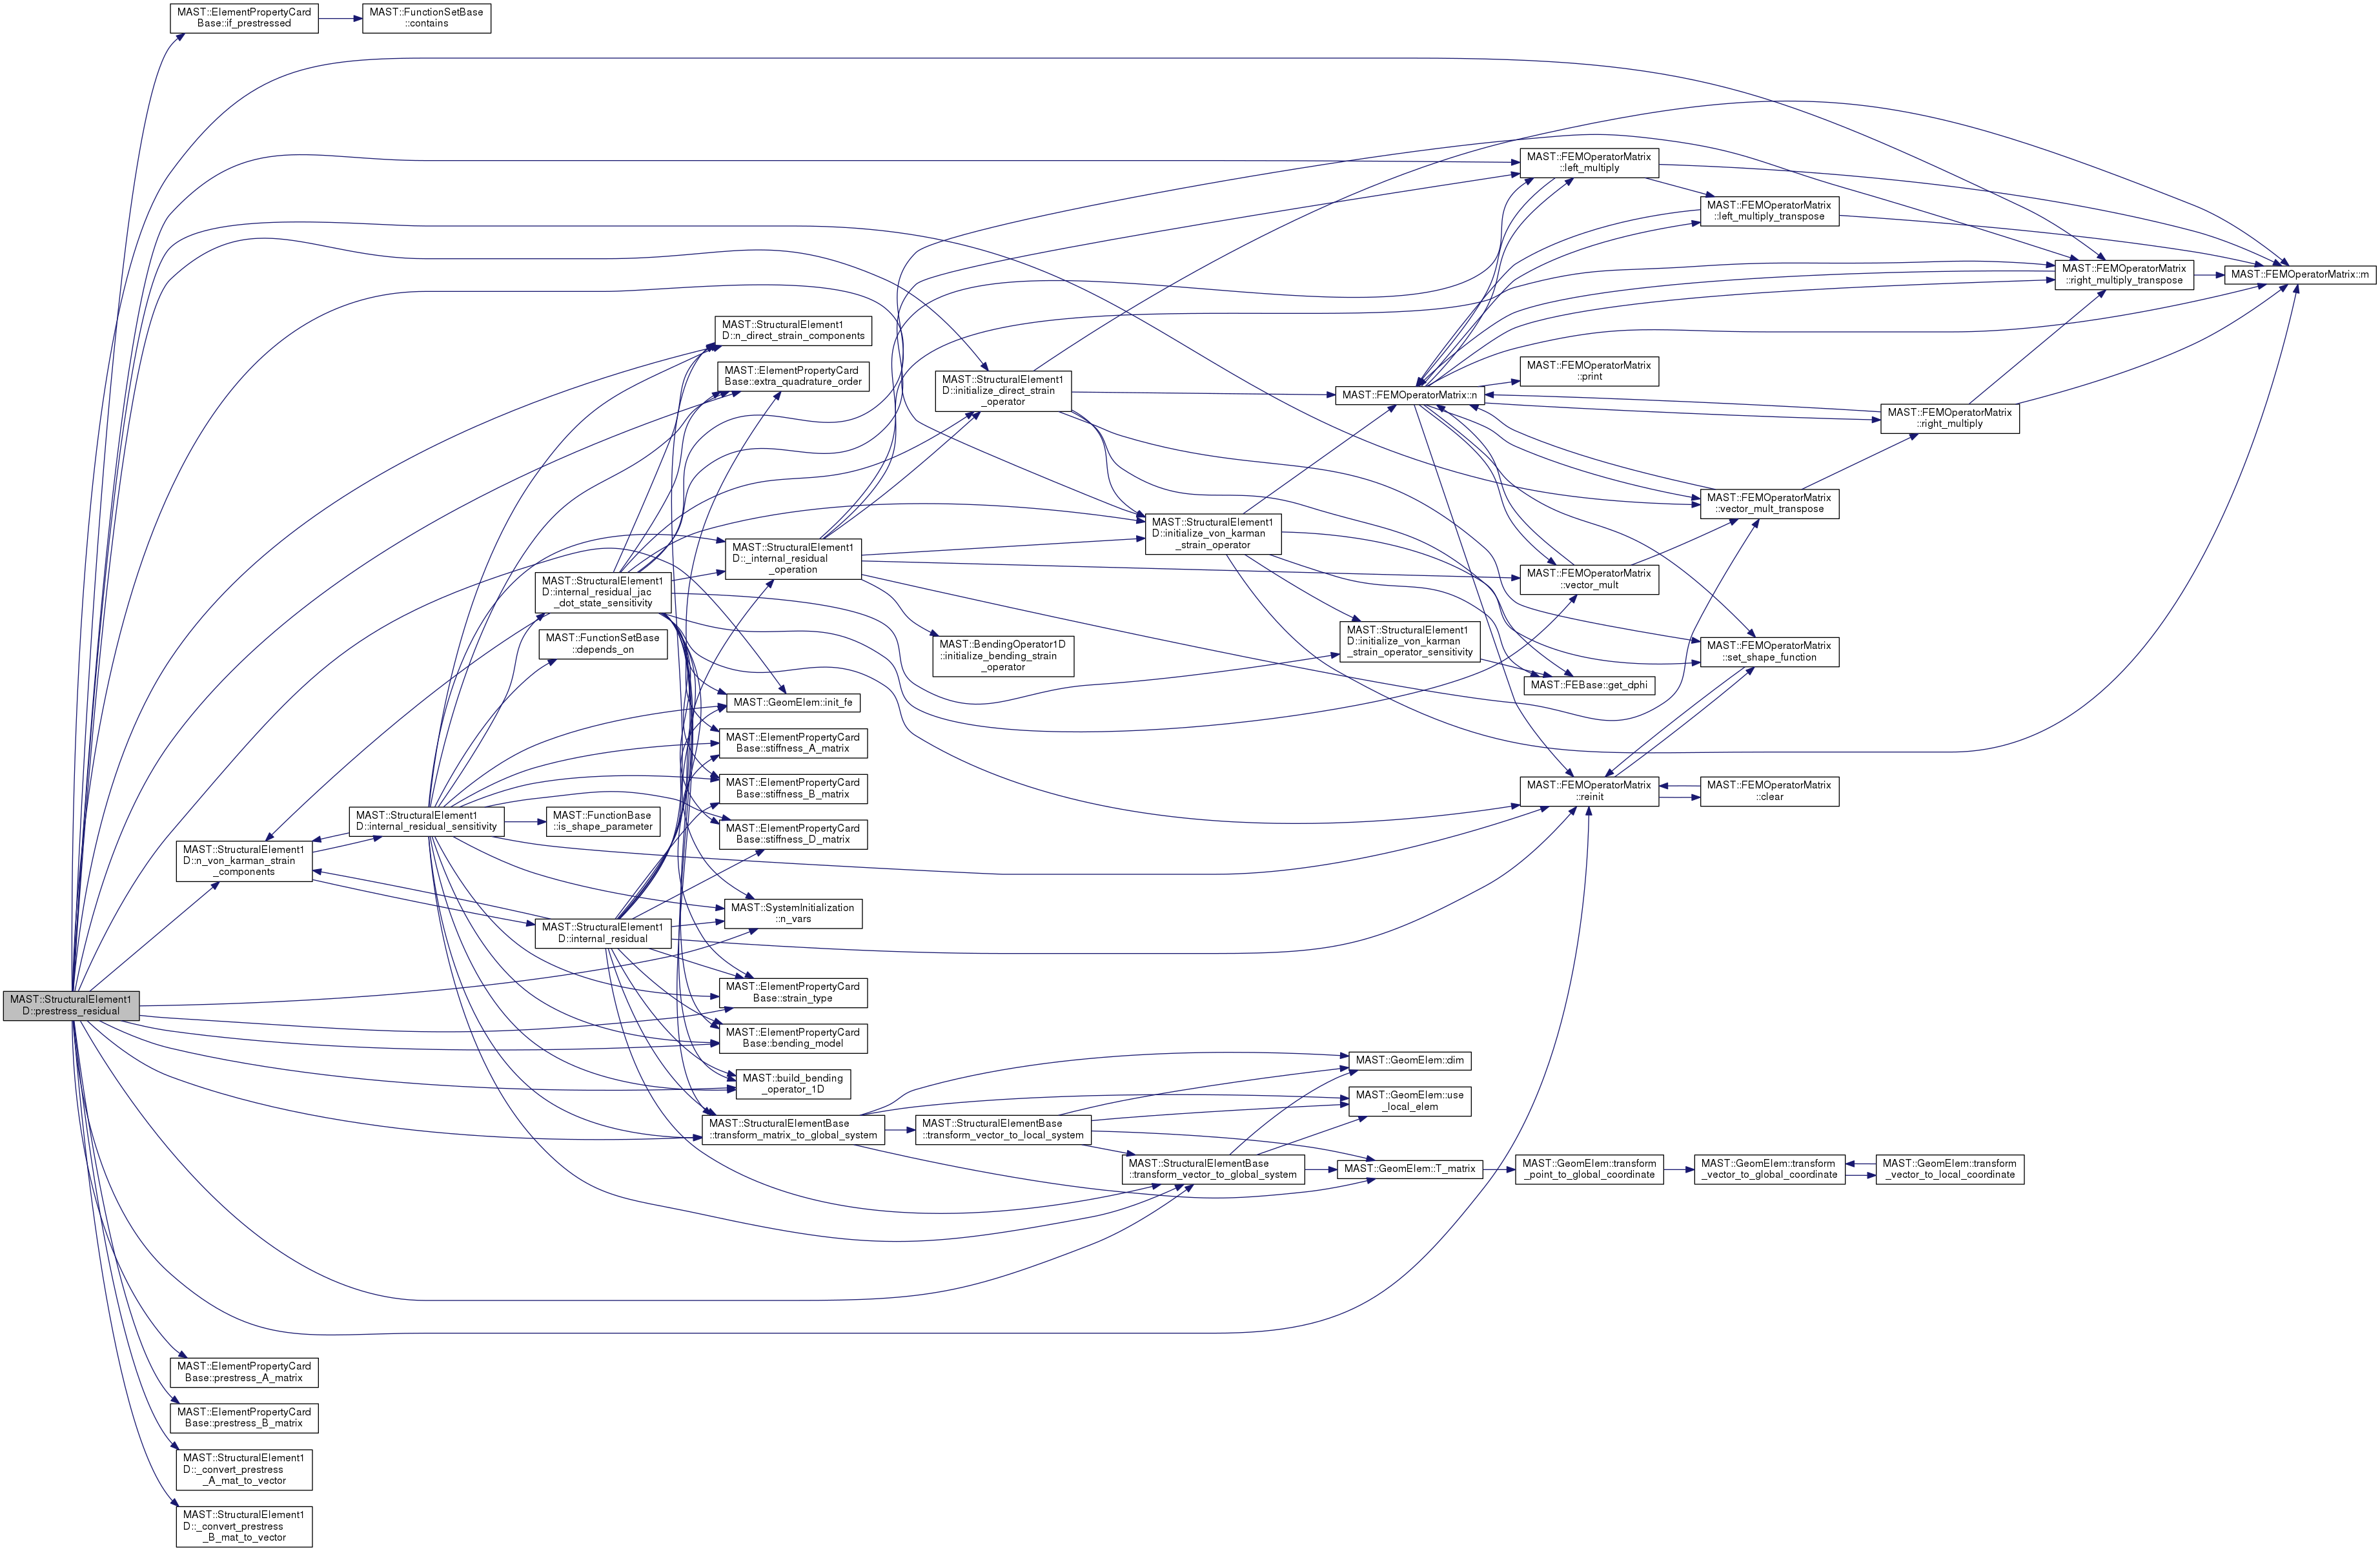 MAST::StructuralElement1
D::prestress_residual
MAST::ElementPropertyCard
Base::if_prestressed
MAST::FunctionSetBase
::contains
MAST::StructuralElement1
D::n_von_karman_strain
_components
MAST::ElementPropertyCard
Base::prestress_A_matrix
MAST::ElementPropertyCard
Base::prestress_B_matrix
MAST::StructuralElement1
D::_convert_prestress
_A_mat_to_vector
MAST::StructuralElement1
D::_convert_prestress
_B_mat_to_vector
MAST::StructuralElement1
D::internal_residual_sensitivity
MAST::StructuralElement1
D::internal_residual_jac
_dot_state_sensitivity
MAST::FunctionSetBase
::depends_on
MAST::FunctionBase
::is_shape_parameter
MAST::StructuralElement1
D::internal_residual
MAST::StructuralElement1
D::n_direct_strain_components
MAST::ElementPropertyCard
Base::extra_quadrature_order
MAST::StructuralElement1
D::_internal_residual
_operation
MAST::GeomElem::init_fe
MAST::ElementPropertyCard
Base::stiffness_A_matrix
MAST::ElementPropertyCard
Base::stiffness_B_matrix
MAST::ElementPropertyCard
Base::stiffness_D_matrix
MAST::SystemInitialization
::n_vars
MAST::ElementPropertyCard
Base::strain_type
MAST::ElementPropertyCard
Base::bending_model
MAST::build_bending
_operator_1D
MAST::StructuralElementBase
::transform_matrix_to_global_system
MAST::StructuralElement1
D::initialize_direct_strain
_operator
MAST::BendingOperator1D
::initialize_bending_strain
_operator
MAST::StructuralElementBase
::transform_vector_to_local_system
MAST::StructuralElement1
D::initialize_von_karman
_strain_operator
MAST::StructuralElementBase
::transform_vector_to_global_system
MAST::FEMOperatorMatrix::n
MAST::StructuralElement1
D::initialize_von_karman
_strain_operator_sensitivity
MAST::GeomElem::dim
MAST::GeomElem::use
_local_elem
MAST::GeomElem::T_matrix
MAST::FEMOperatorMatrix
::left_multiply
MAST::FEMOperatorMatrix
::print
MAST::FEMOperatorMatrix
::vector_mult
MAST::FEBase::get_dphi
MAST::FEMOperatorMatrix
::reinit
MAST::GeomElem::transform
_point_to_global_coordinate
MAST::FEMOperatorMatrix
::left_multiply_transpose
MAST::FEMOperatorMatrix
::vector_mult_transpose
MAST::FEMOperatorMatrix
::set_shape_function
MAST::FEMOperatorMatrix
::clear
MAST::GeomElem::transform
_vector_to_global_coordinate
MAST::FEMOperatorMatrix
::right_multiply
MAST::GeomElem::transform
_vector_to_local_coordinate
MAST::FEMOperatorMatrix
::right_multiply_transpose
MAST::FEMOperatorMatrix::m